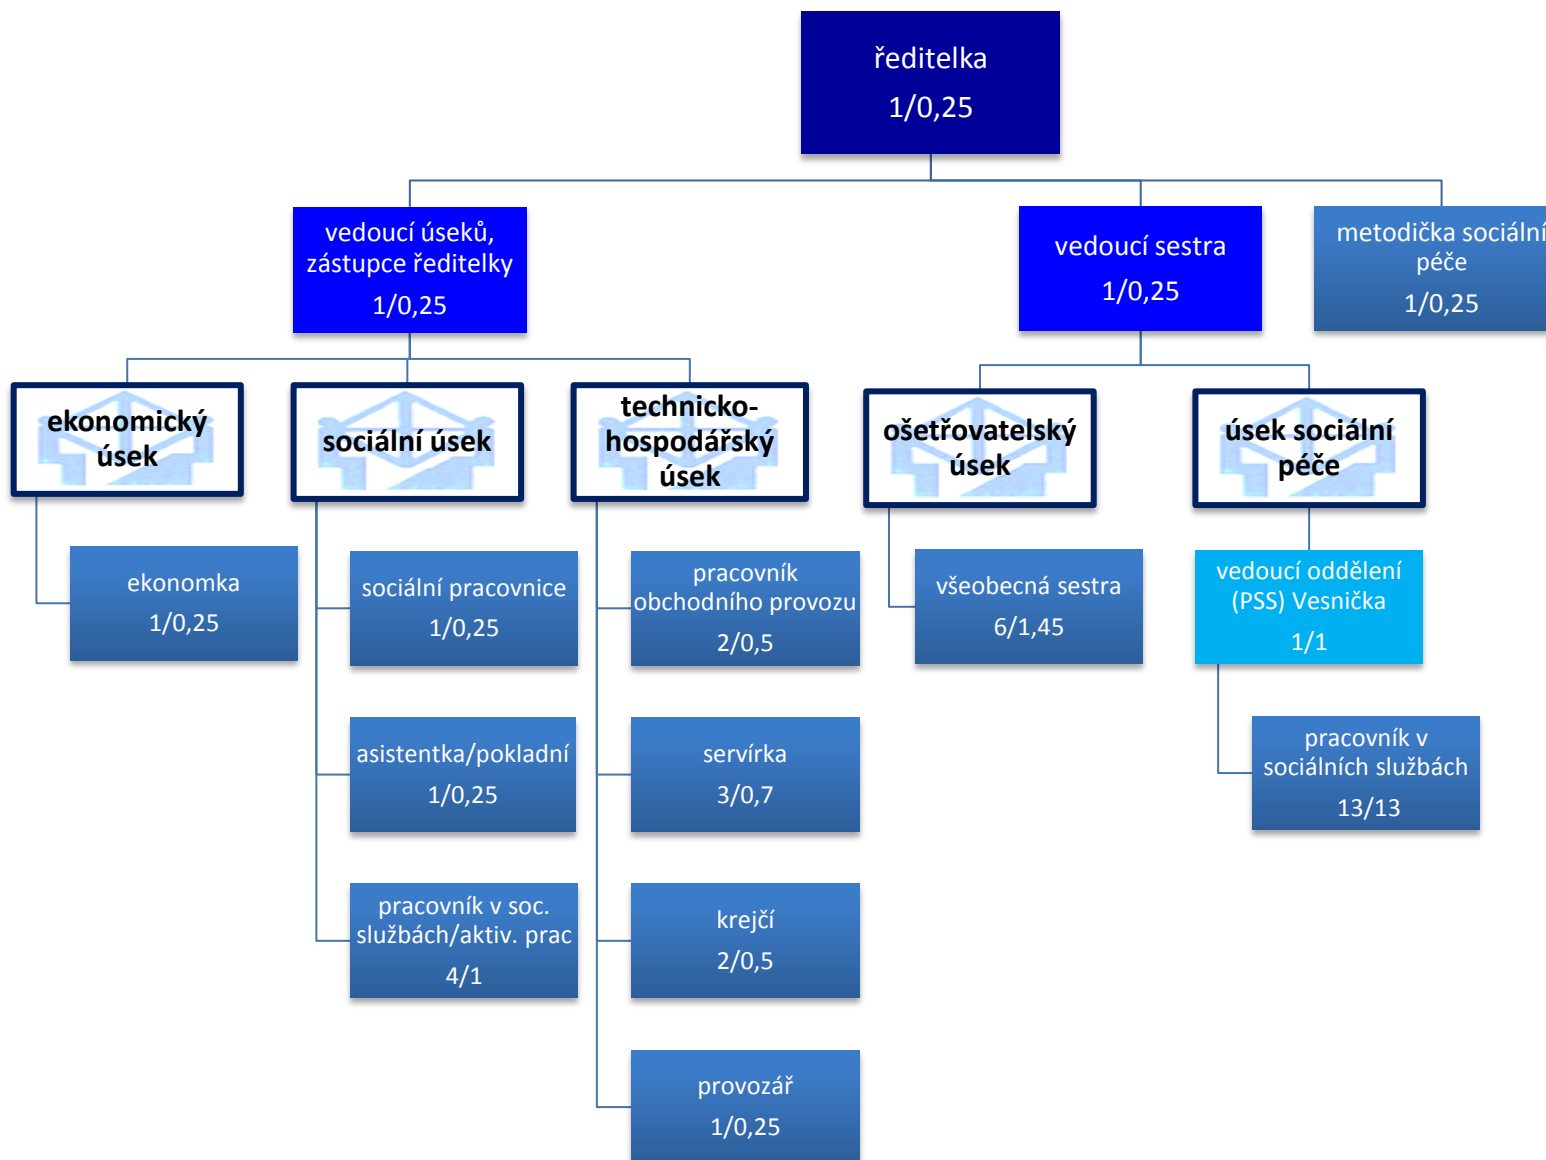 ředitelka
1/0,25
vedoucí úseků,
zástupce ředitelky
1/0,25
vedoucí sestra
1/0,25
metodička sociální
péče
1/0,25
ekonomický
úsek
sociální úsek
technicko-
hospodářský
úsek
ošetřovatelský
úsek
úsek sociální
péče
ekonomka
1/0,25
sociální pracovnice
1/0,25
pracovník
obchodního provozu
2/0,5
všeobecná sestra
6/1,45
vedoucí oddělení
(PSS) Vesnička
1/1
asistentka/pokladní
1/0,25
servírka
3/0,7
pracovník v
sociálních službách
13/13
pracovník v soc.
službách/aktiv. prac
4/1
krejčí
2/0,5
provozář
1/0,25